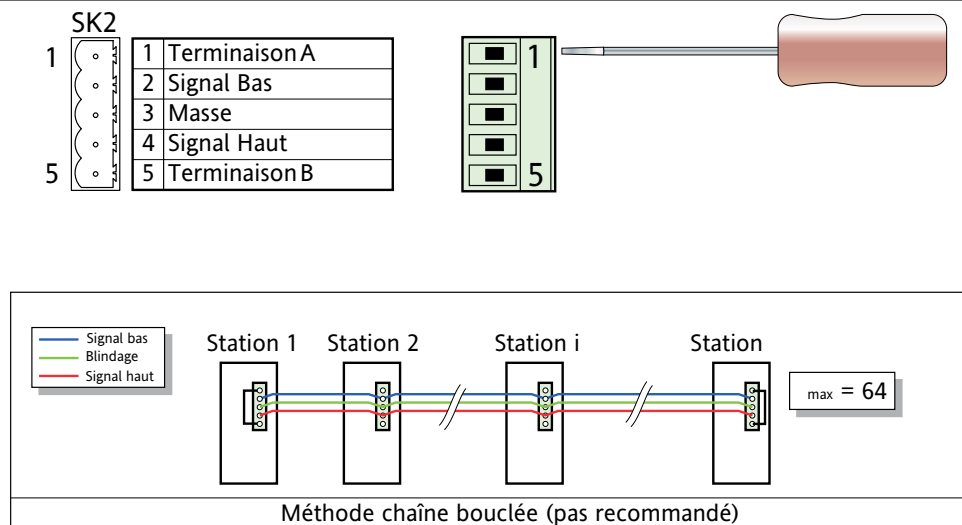 SK2
1
5
1 Terminaison A
2 Signal Bas
3 Masse
4 Signal Haut
5 Terminaison B
1
5
Signal bas
Blindage
Signal haut
Station 1
Station 2
Station i
Station
max = 64
Méthode chaîne bouclée (pas recommandé)